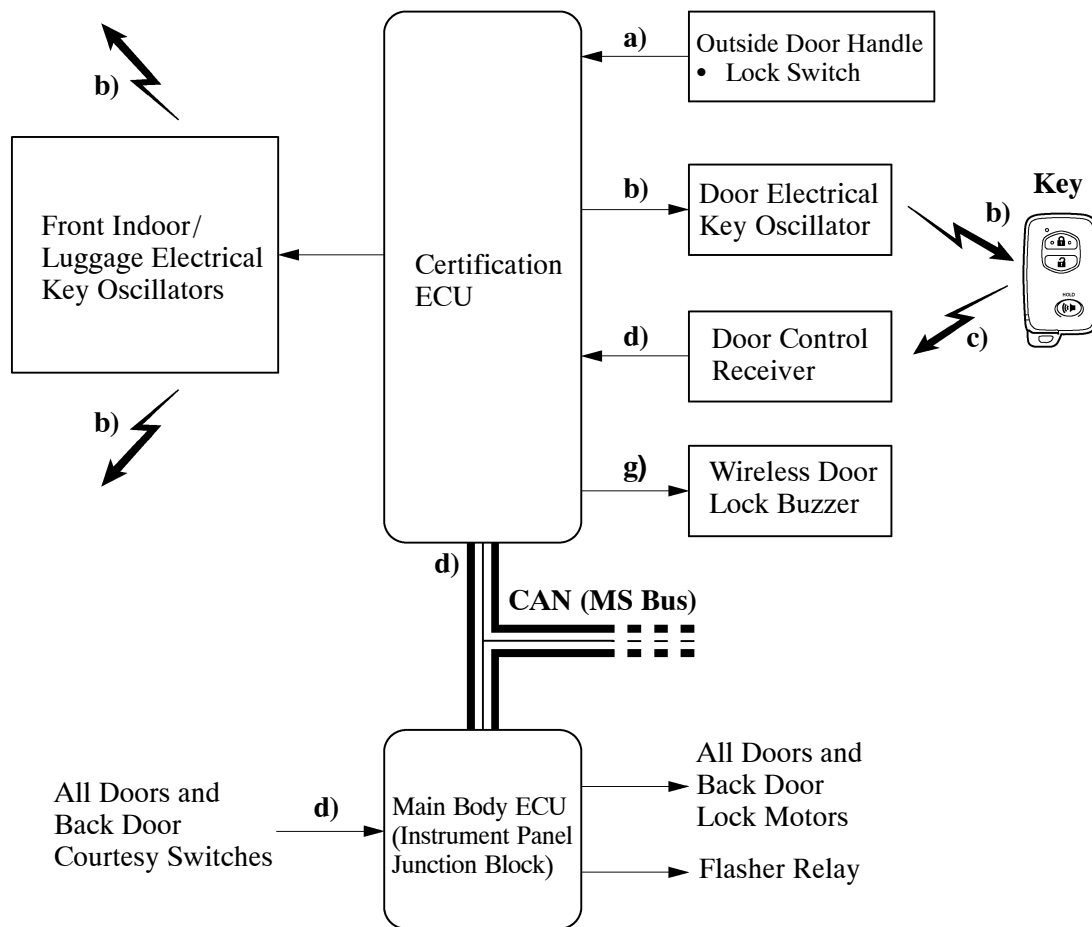 a)
Outside Door Handle
• Lock Switch
b)
Front Indoor/
Luggage Electrical
Key Oscillators
b)
Certification
ECU
b)
Door Electrical
Key Oscillator
b)
Key
HOLD
c)
d)
Door Control
Receiver
g)
Wireless Door
Lock Buzzer
d)
CAN (MS Bus)
All Doors and
Back Door
Courtesy Switches
d)
Main Body ECU
(Instrument Panel
Junction Block)
All Doors and
Back Door
Lock Motors
Flasher Relay